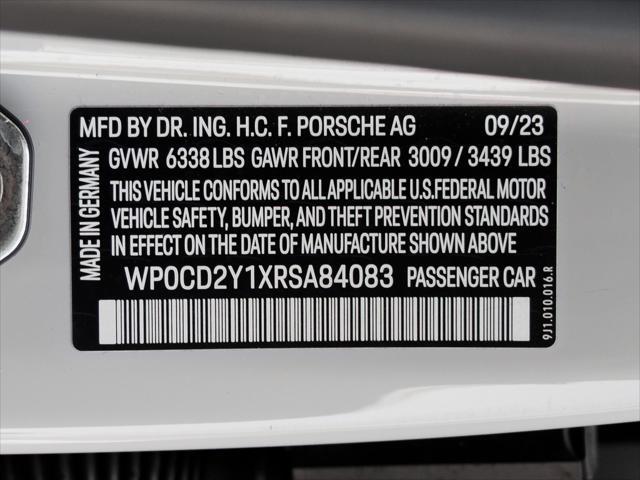 MFD BY DR. ING. H.C. F. PORSCHE AG 09/23
GVWR 6338 LBS GAWR FRONT/REAR 3009 / 3439 LBS
THIS VEHICLE CONFORMS TO ALL APPLICABLE U.S.FEDERAL MOTOR
VEHICLE SAFETY, BUMPER, AND THEFT PREVENTION STANDARDS
IN EFFECT ON THE DATE OF MANUFACTURE SHOWN ABOVE
WP0CD2Y1XRSA84083 PASSENGER CAR
MADE IN GERMANY
9J1.010.016.R